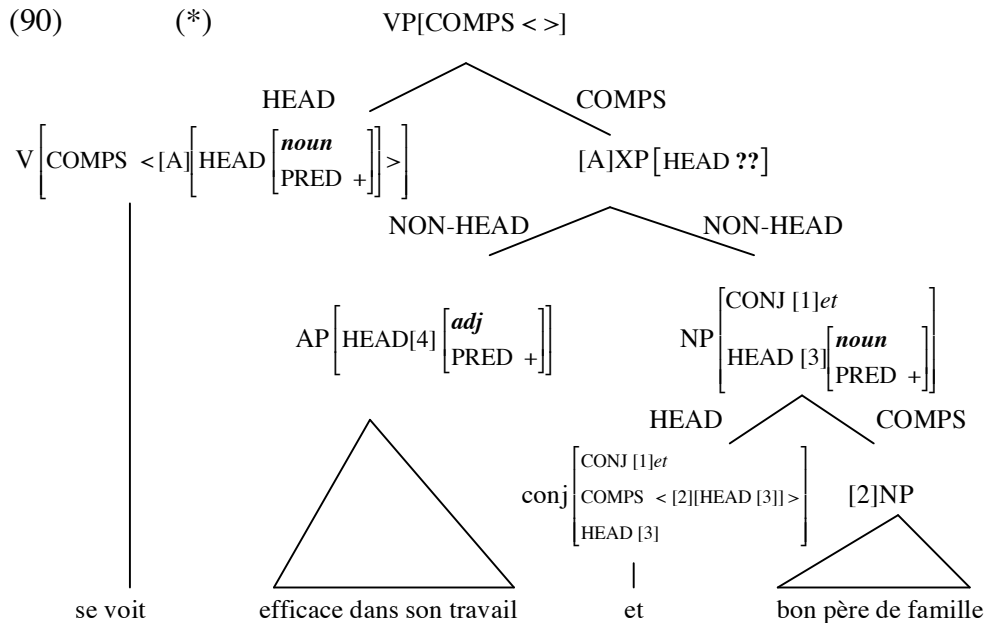 (90) (*) VP[COMPS < >]
HEAD COMPS
V[COMPS <[A][HEAD [noun PRED +]]>] [A]XP[HEAD ??]
NON-HEAD NON-HEAD
AP[HEAD[4] [adj PRED +]] NP[CONJ [1]et HEAD [3][noun PRED +]]
HEAD COMPS
conj[CONJ [1]et COMPS < [2][HEAD [3]] > HEAD [3]] [2]NP
se voit efficace dans son travail et bon père de famille